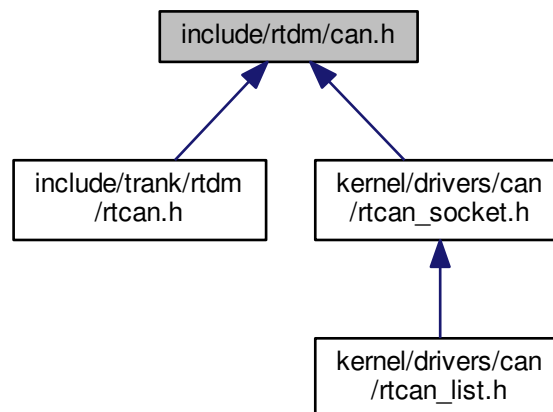 include/rtdm/can.h
include/trank/rtdm
/rtcan.h
kernel/drivers/can
/rtcan_socket.h
kernel/drivers/can
/rtcan_list.h